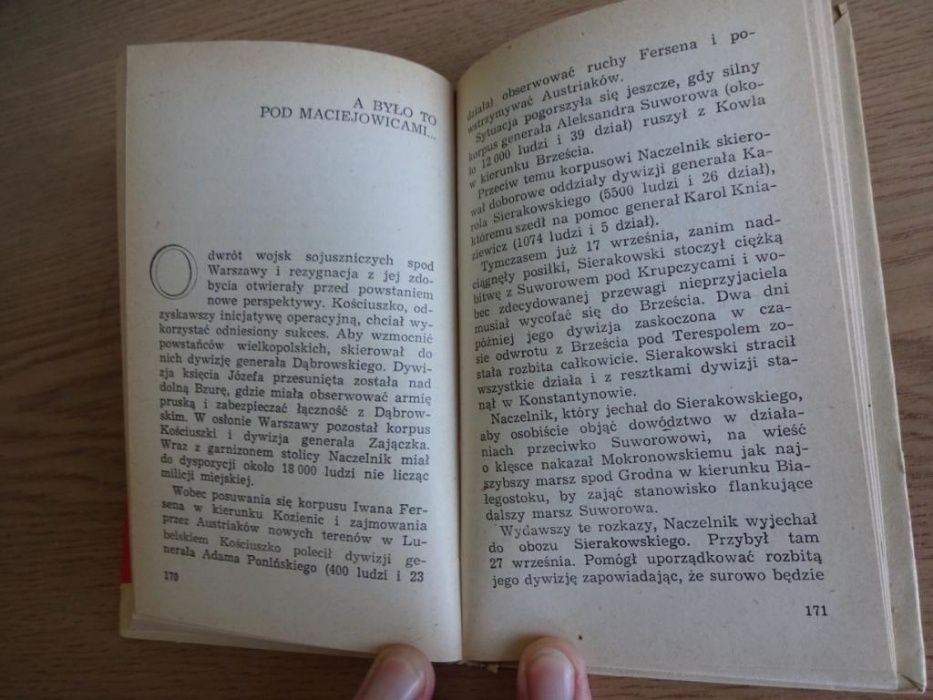 A BYŁO TO
POD MACIEJOWICAMI...
Odwrót wojsk sojuszniczych spod
Warszawy i rezygnacja z jej zdo-
bycia otwierały przed powstaniem
nowe perspektywy. Kościuszko, od-
zyskawszy inicjatywę operacyjną, chciał wy-
korzystać odniesiony sukces. Aby wzmocnić
powstańców wielkopolskich, skierował do
nich dywizję generała Dąbrowskiego. Dywi-
zja księcia Józefa przesunięta została nad
dolną Bzurę, gdzie miała obserwować armię
pruską i zabezpieczać łączność z Dąbrow-
skim. W osłonie Warszawy pozostał korpus
Kościuszki i dywizja generała Zajączka.
Wraz z garnizonem stolicy Naczelnik miał
do dyspozycji około 18 000 ludzi nie licząc
milicji miejskiej.
Wobec posuwania się korpusu Iwana Fer-
sena w kierunku Kozienic i zajmowania
przez Austriaków nowych terenów w Lu-
belskiem Kościuszko polecił dywizji ge-
nerała Adama Ponińskiego (400 ludzi i 23
170
działa) obserwować ruchy Fersena i po-
wstrzymywać Austriaków.
Sytuacja pogorszyła się jeszcze, gdy silny
korpus generała Aleksandra Suworowa (oko-
ło 12 000 ludzi i 39 dział) ruszył z Kowla
w kierunku Brześcia.
Przeciw temu korpusowi Naczelnik skiero-
wał doborowe oddziały dywizji generała Ka-
rola Sierakowskiego (5500 ludzi i 26 dział),
któremu szedł na pomoc generał Karol Knia-
ziewicz (1074 ludzi i 5 dział).
Tymczasem już 17 września, zanim nad-
ciągnęły posiłki, Sierakowski stoczył ciężką
bitwę z Suworowem pod Krupczycami i wo-
bec zdecydowanej przewagi nieprzyjaciela
musiał wycofać się do Brześcia. Dwa dni
później jego dywizja zaskoczona w cza-
sie odwrotu z Brześcia pod Terespolem zo-
stała rozbita całkowicie. Sierakowski stracił
wszystkie działa i z resztkami dywizji sta-
nął w Konstantynowie.
Naczelnik, który jechał do Sierakowskiego,
aby osobiście objąć dowództwo w działa-
niach przeciwko Suworowowi, na wieść
o klęsce nakazał Mokronowskiemu jak naj-
szybszy marsz spod Grodna w kierunku Bia-
łegostoku, by zająć stanowisko flankujące
dalszy marsz Suworowa.
Wydawszy te rozkazy, Naczelnik wyjechał
do obozu Sierakowskiego. Przybył tam
27 września. Pomógł uporządkować rozbitą
jego dywizję zapowiadając, że surowo będzie
171